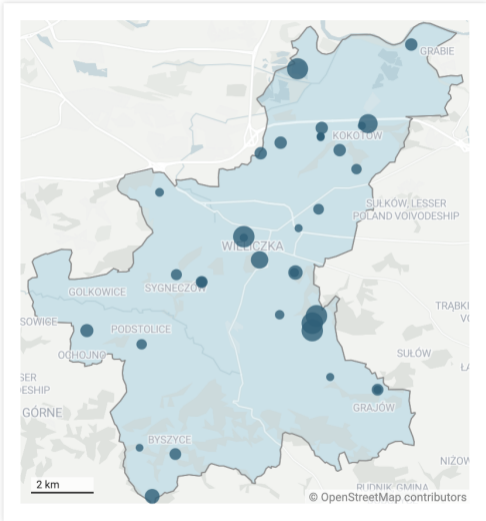 GRABIE
KOKOTÓW
SUŁKÓW, LESSER
POLAND VOIVODESHIP
WIELICZKA
GOLKOWICE
SYGNECZÓW
TRĄBKI
SOWICE
PODSTOLICE
OCHOJNO
SUŁÓW
SER
DESHIP
GÓRNE
GRAJÓW
BYSZYCE
NIZOW
2 km
RUDNIK, GMINA
© OpenStreetMap contributors